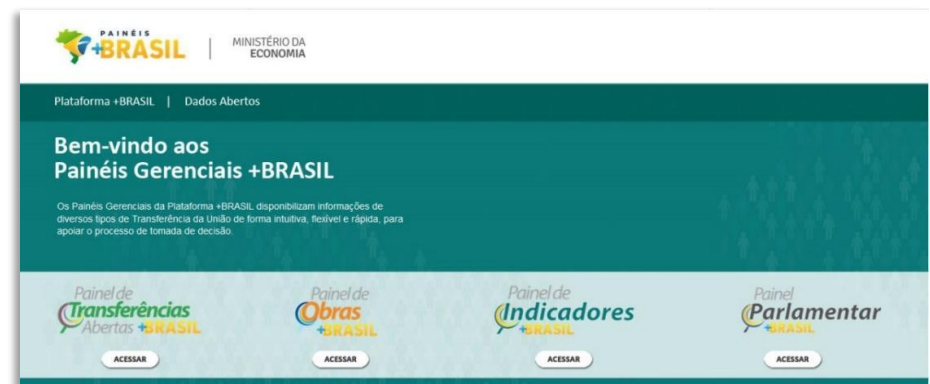 PAINÉIS
+BRASIL
MINISTÉRIO DA
ECONOMIA
Plataforma +BRASIL | Dados Abertos
Bem-vindo aos
Painéis Gerenciais +BRASIL
Os Painéis Gerenciais da Plataforma +BRASIL disponibilizam informações de
diversos tipos de Transferência da União de forma intuitiva, flexível e rápida, para
apoiar o processo de tomada de decisão.
Painel de
Transferências
Abertas +BRASIL
ACESSAR
Painel de
Obras
+BRASIL
ACESSAR
Painel de
Indicadores
+BRASIL
ACESSAR
Painel
Parlamentar
+BRASIL
ACESSAR